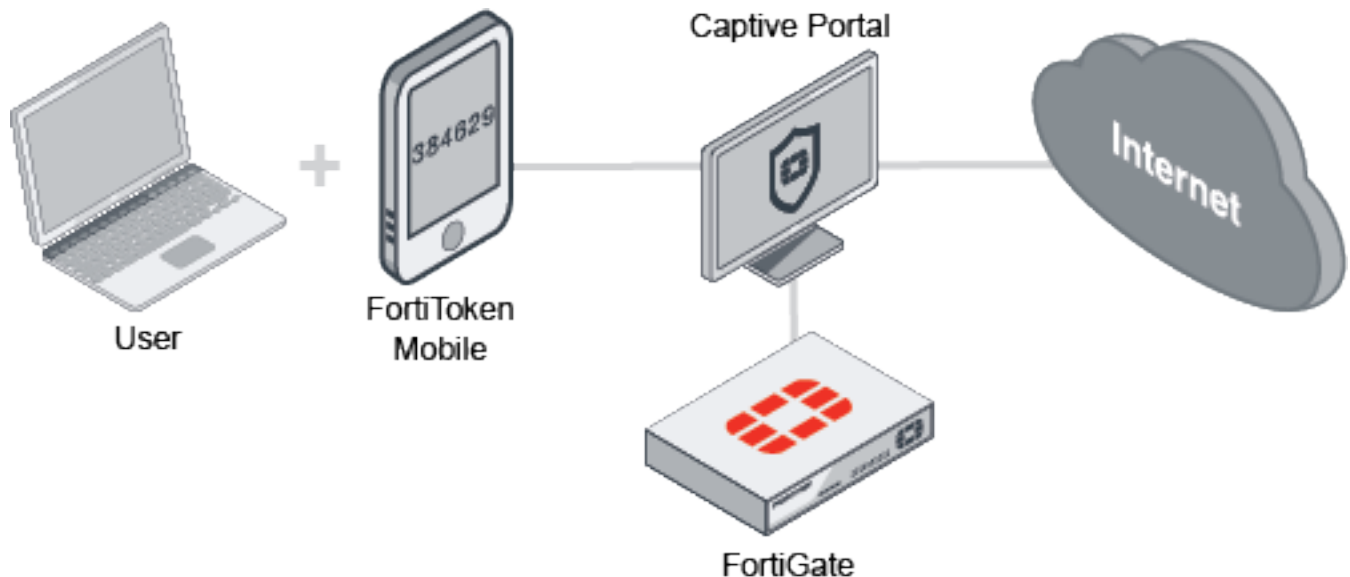 Captive Portal
384629
Internet
User
FortiToken
Mobile
FortiGate